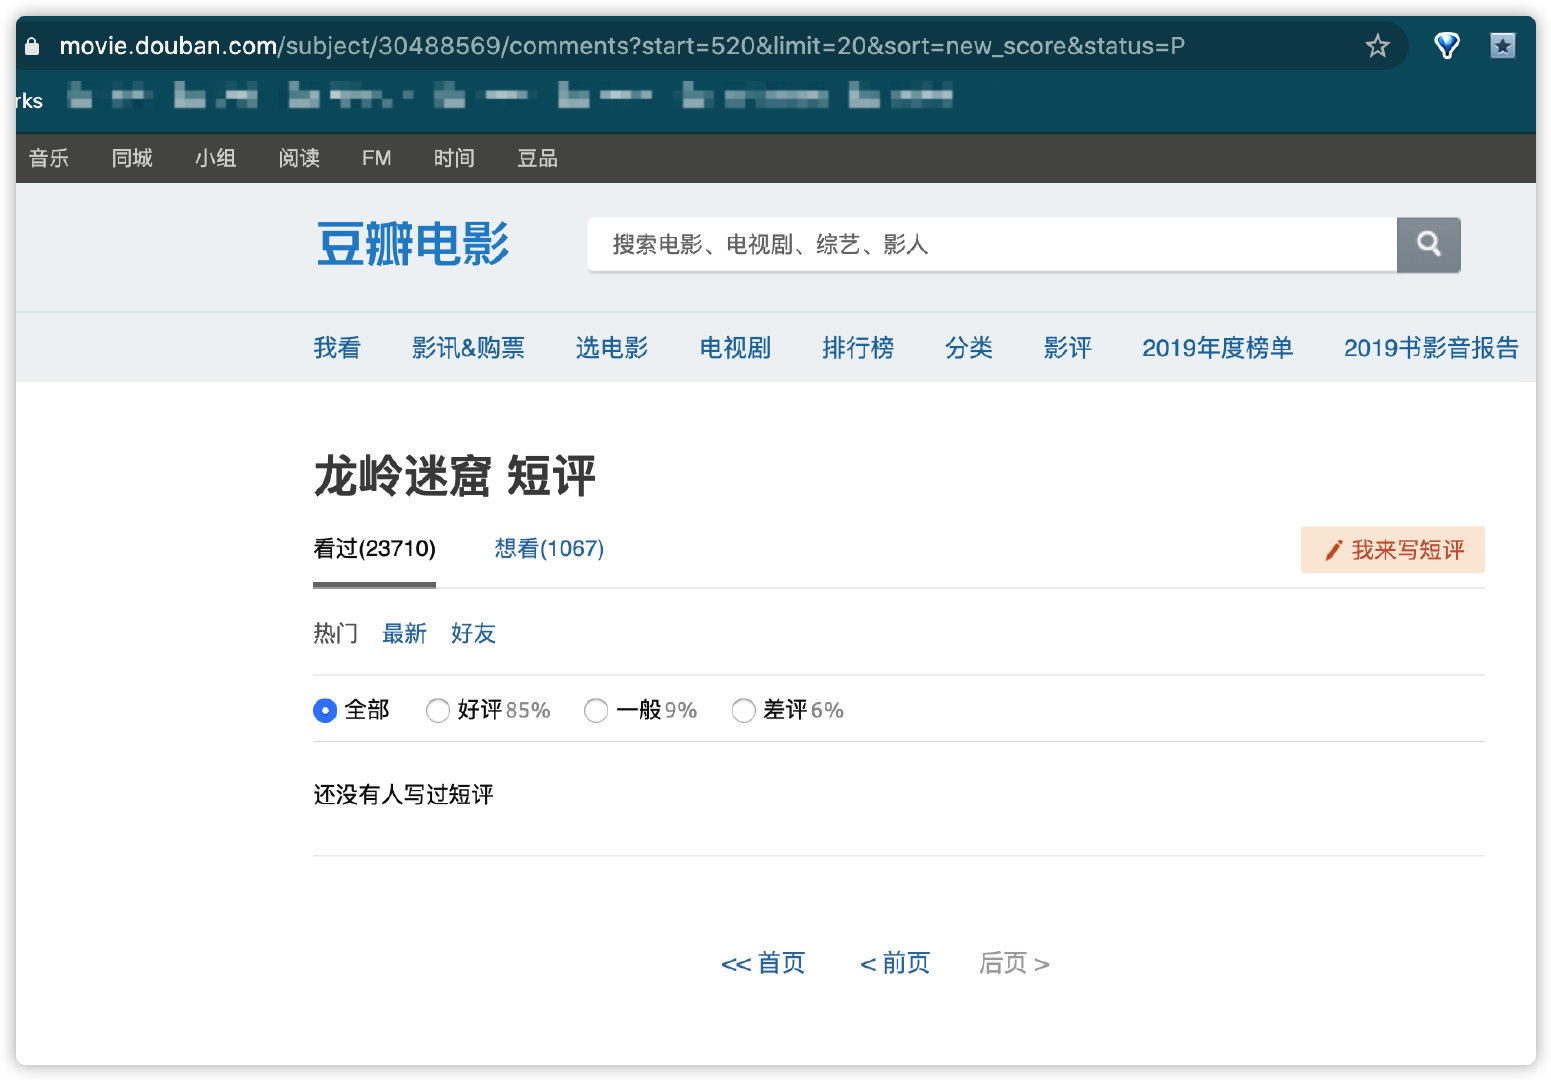 movie.douban.com/subject/30488569/comments?start=520&limit=20&sort=new_score&status=P
rks
音乐 同城 小组 阅读 FM 时间 豆品
豆瓣电影 搜索电影、电视剧、综艺、影人
我看 影讯&购票 选电影 电视剧 排行榜 分类 影评 2019年度榜单 2019书影音报告
龙岭迷窟 短评
看过(23710) 想看(1067) 我来写短评
热门 最新 好友
全部 好评85% 一般9% 差评6%
还没有人写过短评
<< 首页 < 前页 后页 >